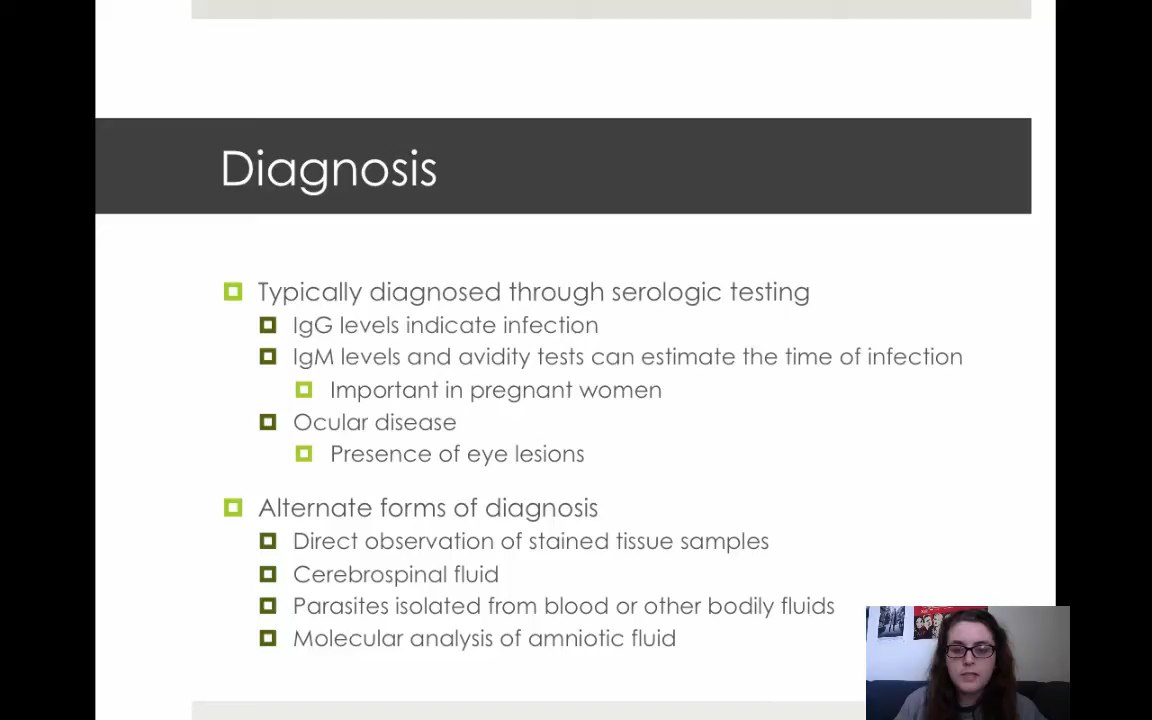 Diagnosis
Typically diagnosed through serologic testing
IgG levels indicate infection
IgM levels and avidity tests can estimate the time of infection
Important in pregnant women
Ocular disease
Presence of eye lesions
Alternate forms of diagnosis
Direct observation of stained tissue samples
Cerebrospinal fluid
Parasites isolated from blood or other bodily fluids
Molecular analysis of amniotic fluid